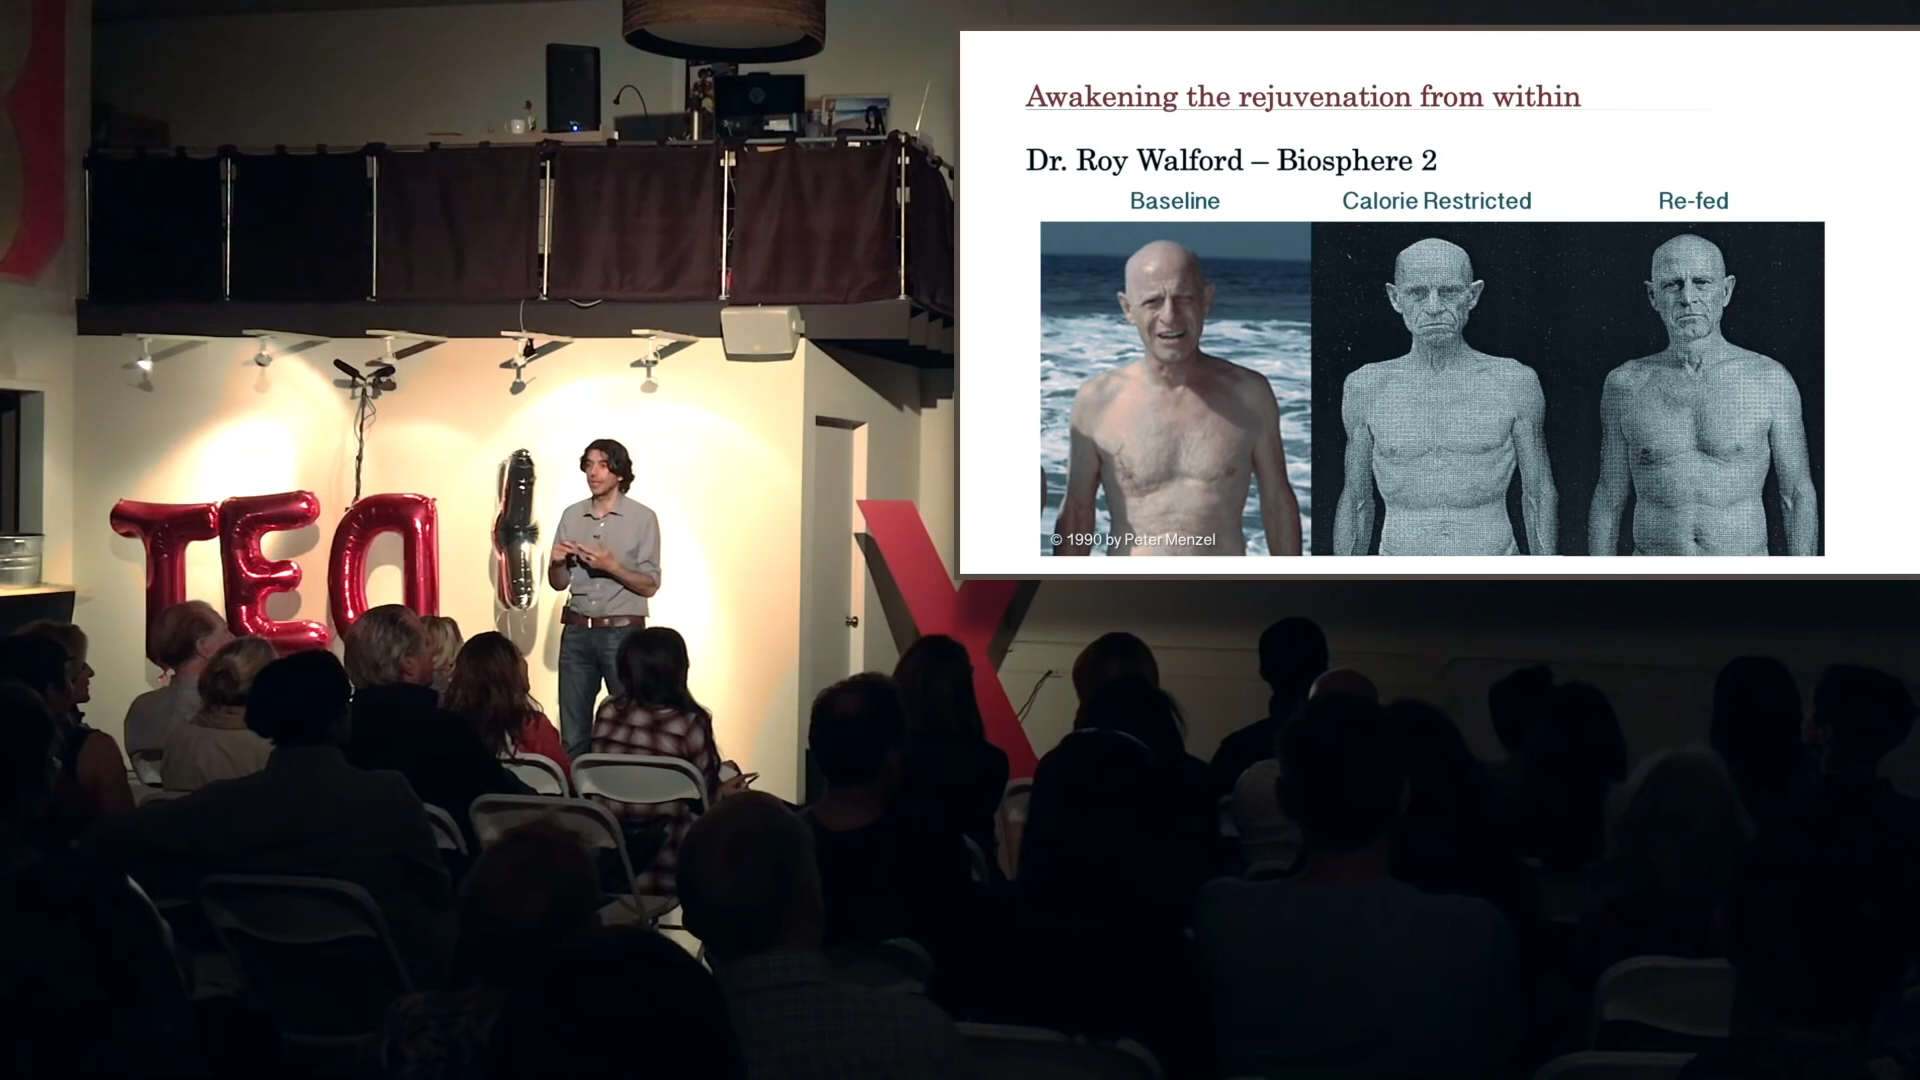 TED
X
Awakening the rejuvenation from within
Dr. Roy Walford – Biosphere 2
Baseline
Calorie Restricted
Re-fed
© 1990 by Peter Menzel